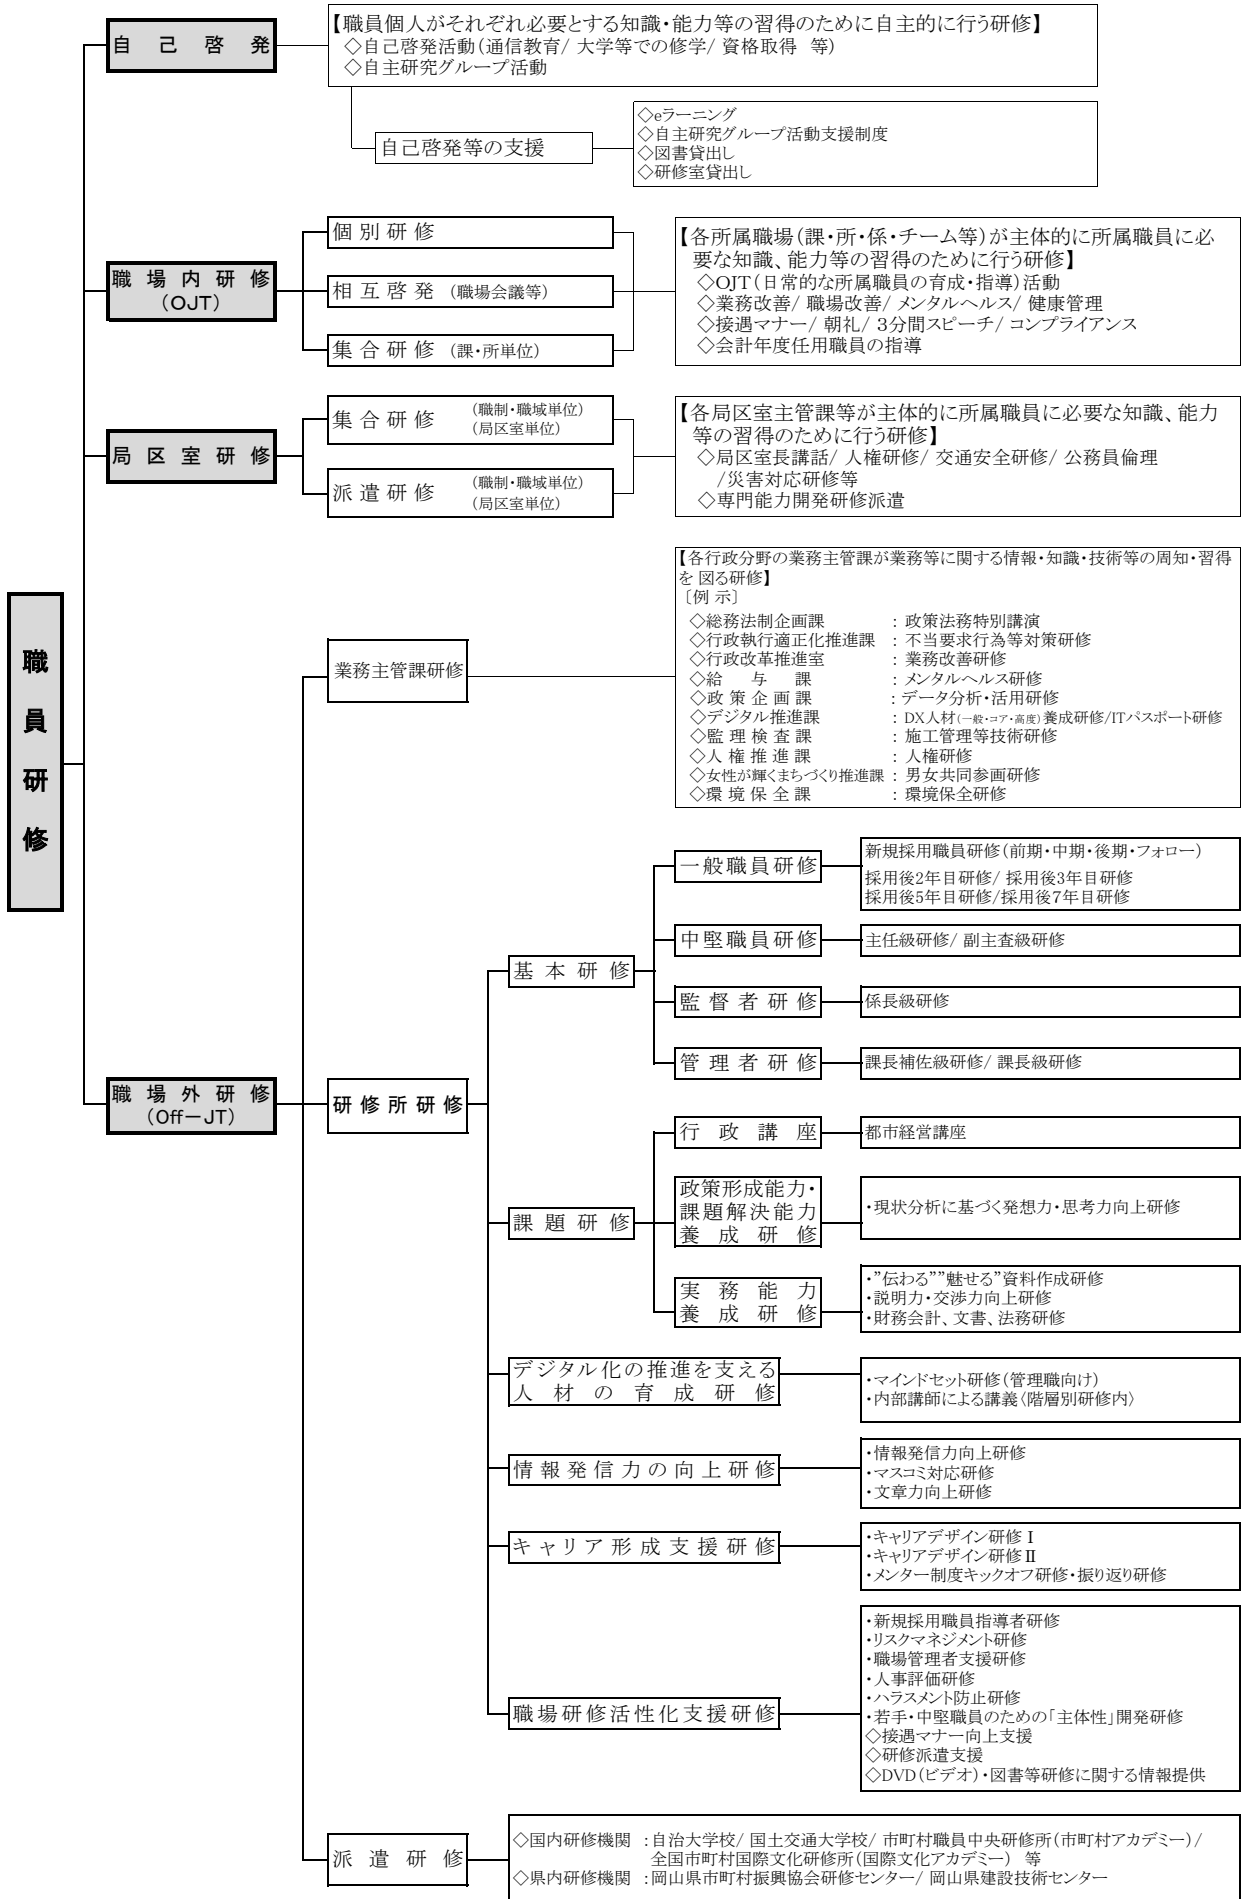 職員研修
自己啓発
【職員個人がそれぞれ必要とする知識・能力等の習得のために自主的に行う研修】
◇自己啓発活動(通信教育/ 大学等での修学/ 資格取得 等)
◇自主研究グループ活動
自己啓発等の支援
◇eラーニング
◇自主研究グループ活動支援制度
◇図書貸出し
◇研修室貸出し
職場内研修
(OJT)
個別研修
相互啓発 (職場会議等)
集合研修 (課・所単位)
【各所属職場(課・所・係・チーム等)が主体的に所属職員に必
要な知識、能力等の習得のために行う研修】
◇OJT(日常的な所属職員の育成・指導)活動
◇業務改善/ 職場改善/ メンタルヘルス/ 健康管理
◇接遇マナー/ 朝礼/ 3分間スピーチ/ コンプライアンス
◇会計年度任用職員の指導
局区室研修
集合研修 (職制・職域単位)
(局区室単位)
派遣研修 (職制・職域単位)
(局区室単位)
【各局区室主管課等が主体的に所属職員に必要な知識、能力
等の習得のために行う研修】
◇局区室長講話/ 人権研修/ 交通安全研修/ 公務員倫理
/災害対応研修等
◇専門能力開発研修派遣
職場外研修
(Off-JT)
業務主管課研修
【各行政分野の業務主管課が業務等に関する情報・知識・技術等の周知・習得
を 図る研修】
〔例 示〕
◇総務法制企画課 : 政策法務特別講演
◇行政執行適正化推進課 : 不当要求行為等対策研修
◇行政改革推進室 : 業務改善研修
◇給与課 : メンタルヘルス研修
◇政策企画課 : データ分析・活用研修
◇デジタル推進課 : DX人材(一般・コア・高度)養成研修/ITパスポート研修
◇監理検査課 : 施工管理等技術研修
◇人権推進課 : 人権研修
◇女性が輝くまちづくり推進課 : 男女共同参画研修
◇環境保全課 : 環境保全研修
研修所研修
基本研修
一般職員研修
新規採用職員研修(前期・中期・後期・フォロー)
採用後2年目研修/ 採用後3年目研修
採用後5年目研修/採用後7年目研修
中堅職員研修
主任級研修/ 副主査級研修
監督者研修
係長級研修
管理者研修
課長補佐級研修/ 課長級研修
課題研修
行政講座
都市経営講座
政策形成能力・
課題解決能力
養成研修
・現状分析に基づく発想力・思考力向上研修
実務能力
養成研修
・”伝わる””魅せる”資料作成研修
・説明力・交渉力向上研修
・財務会計、文書、法務研修
デジタル化の推進を支える
人材の育成研修
・マインドセット研修(管理職向け)
・内部講師による講義〈階層別研修内〉
情報発信力の向上研修
・情報発信力向上研修
・マスコミ対応研修
・文章力向上研修
キャリア形成支援研修
・キャリアデザイン研修Ⅰ
・キャリアデザイン研修Ⅱ
・メンター制度キックオフ研修・振り返り研修
職場研修活性化支援研修
・新規採用職員指導者研修
・リスクマネジメント研修
・職場管理者支援研修
・人事評価研修
・ハラスメント防止研修
・若手・中堅職員のための「主体性」開発研修
◇接遇マナー向上支援
◇研修派遣支援
◇DVD(ビデオ)・図書等研修に関する情報提供
派遣研修
◇国内研修機関 :自治大学校/ 国土交通大学校/ 市町村職員中央研修所(市町村アカデミー)/
全国市町村国際文化研修所(国際文化アカデミー) 等
◇県内研修機関 :岡山県市町村振興協会研修センター/ 岡山県建設技術センター